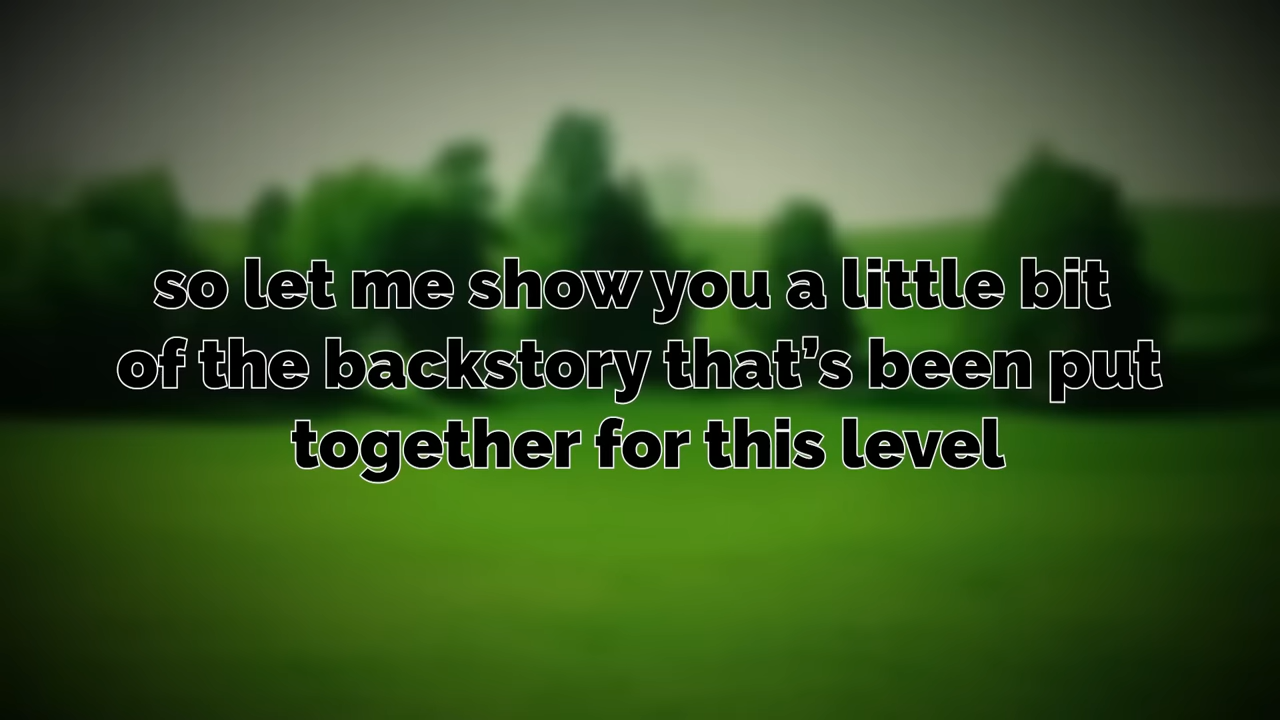 so let me show you a little bit
of the backstory that’s been put
together for this level